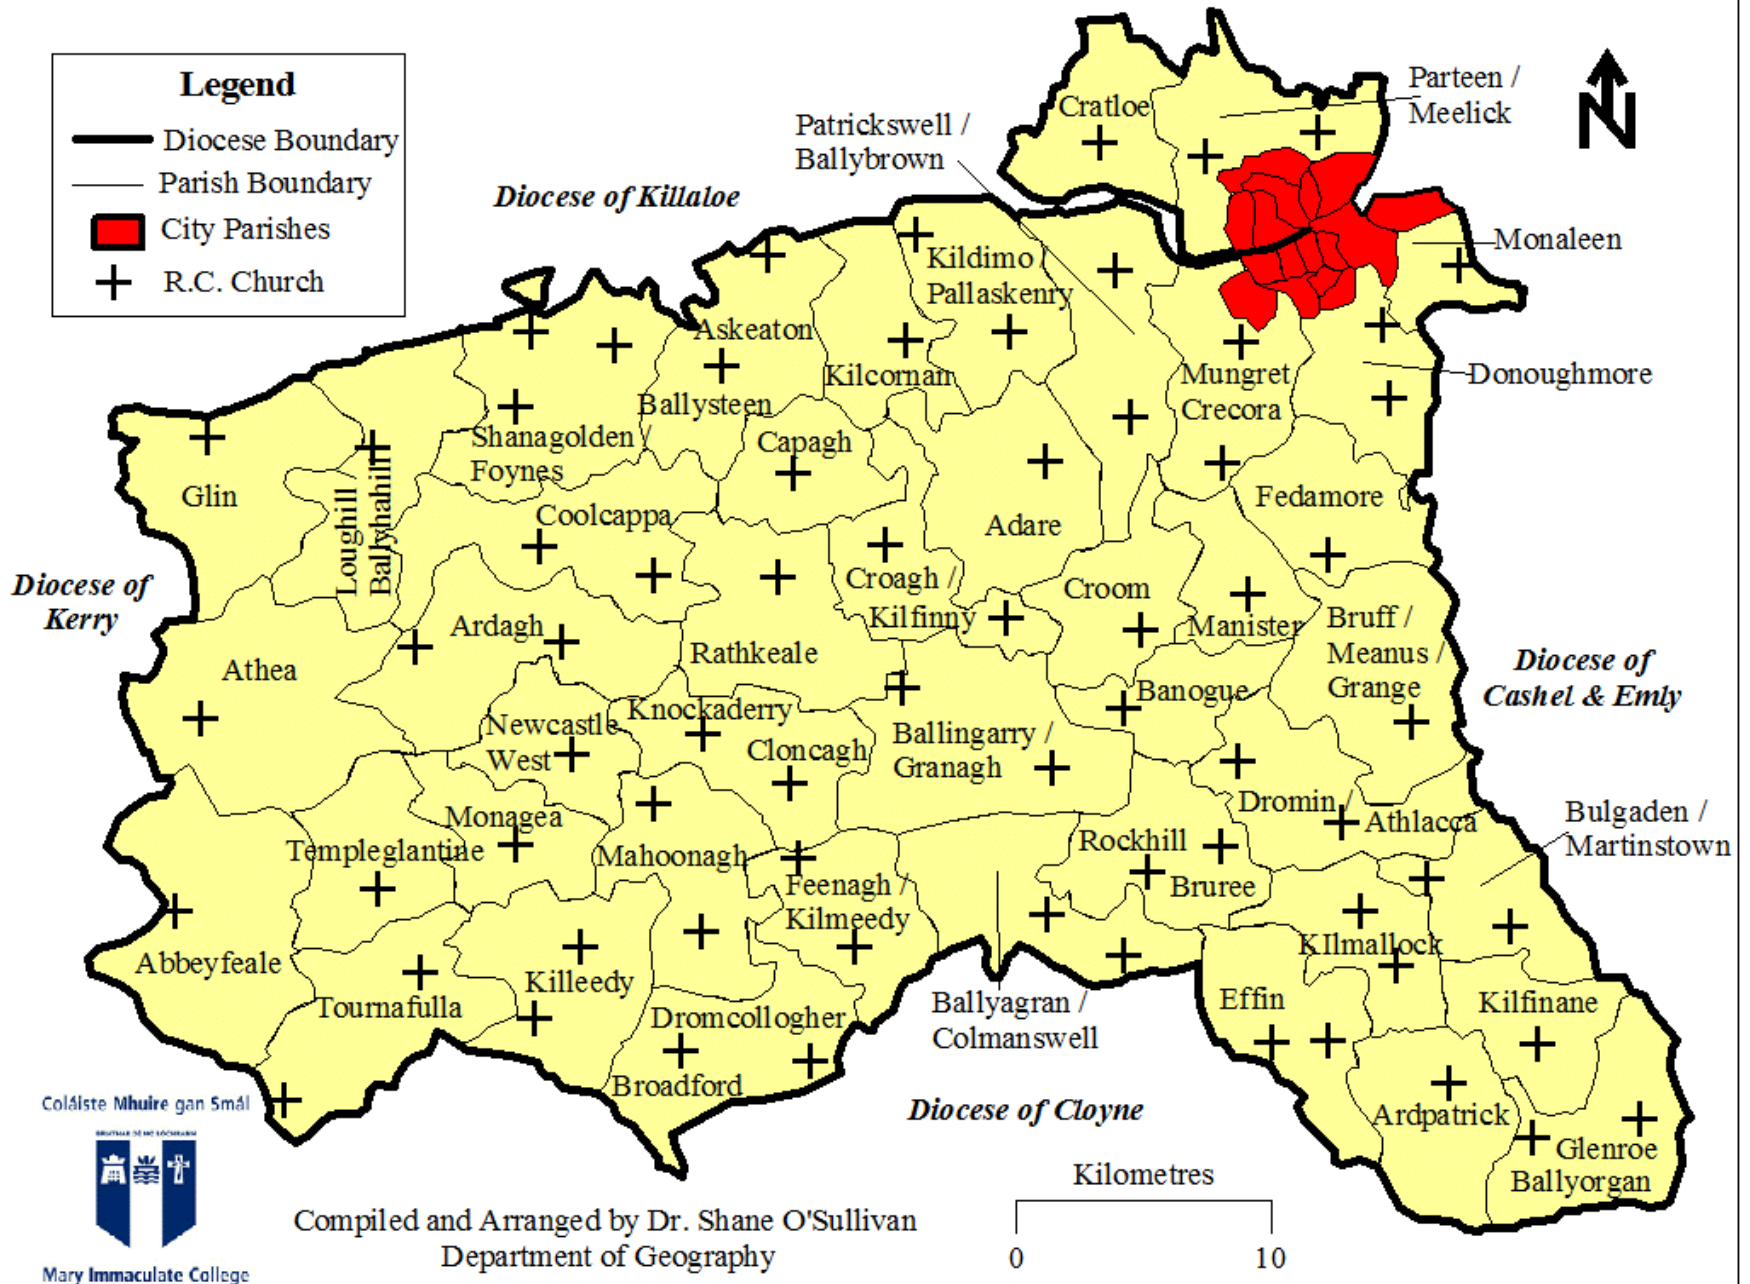 Legend
Diocese Boundary
Parish Boundary
City Parishes
R.C. Church
Diocese of Killaloe
Patrickswell /
Ballybrown
Cratloe
Parteen /
Meelick
N
Monaleen
Donoughmore
Kildimo /
Pallaskenry
Askeaton
Ballysteen
Kilcornan
Mungret
Crecora
Shanagolden /
Foynes
Capagh
Glin
Loughill /
Ballyhahill
Coolcappa
Adare
Fedamore
Diocese of
Kerry
Croagh /
Kilfinny
Croom
Manister
Bruff /
Meanus /
Grange
Diocese of
Cashel & Emly
Ardagh
Rathkeale
Athea
Banogue
Newcastle
West
Knockaderry
Cloncagh
Ballingarry /
Granagh
Monagea
Templeglantine
Mahoonagh
Dromin /
Athlacca
Rockhill
Bruree
Bulgaden /
Martinstown
Feenagh /
Kilmeedy
Abbeyfeale
Tournafulla
Killeedy
KIlmallock
Effin
Kilfinane
Dromcollogher
Broadford
Ballyagran /
Colmanswell
Ardpatrick
Glenroe
Ballyorgan
Diocese of Cloyne
Kilometres
0 10
Coláiste Mhuire gan Smál
Mary Immaculate College
Compiled and Arranged by Dr. Shane O'Sullivan
Department of Geography